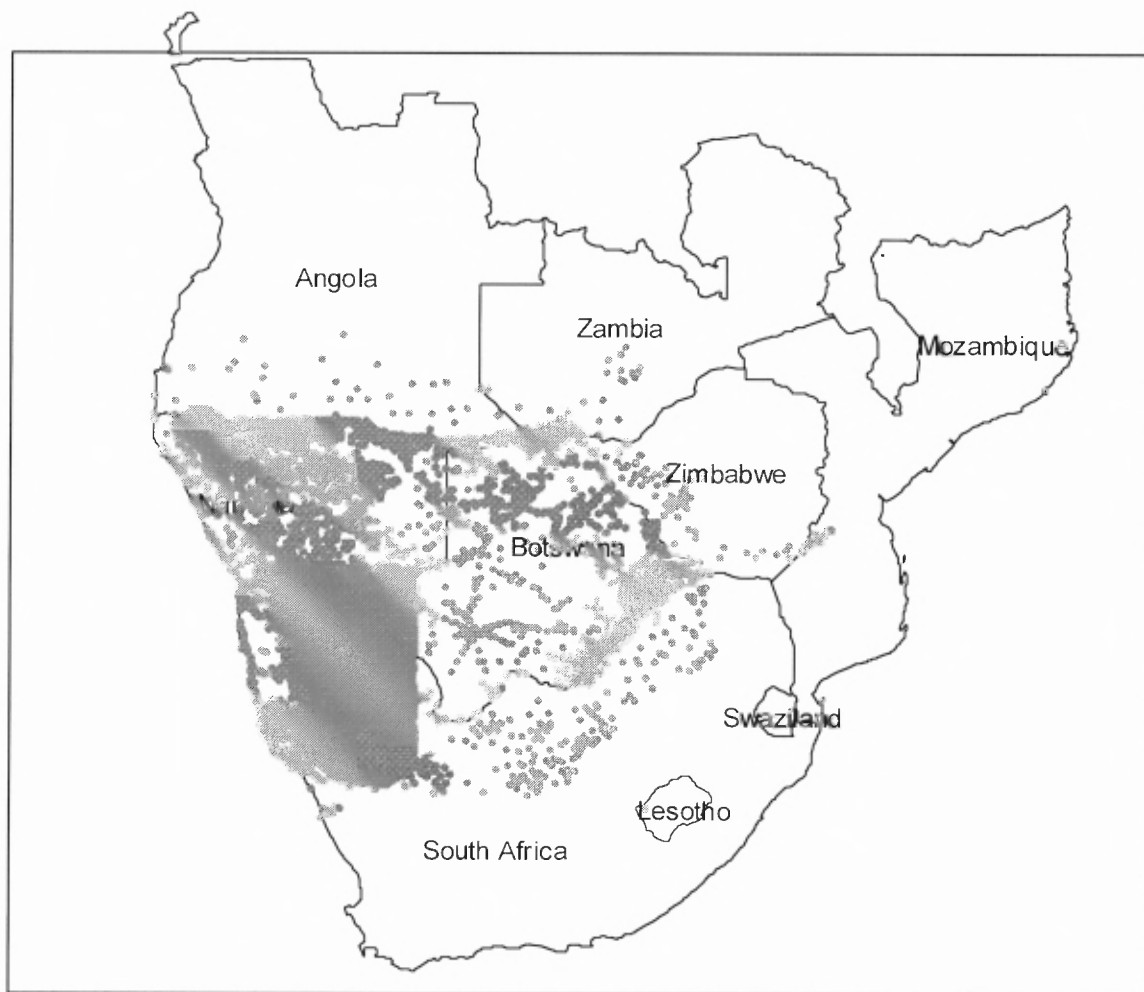 Angola
Zambia
Mozambique
Zimbabwe
Botswana
Swaziland
Lesotho
South Africa